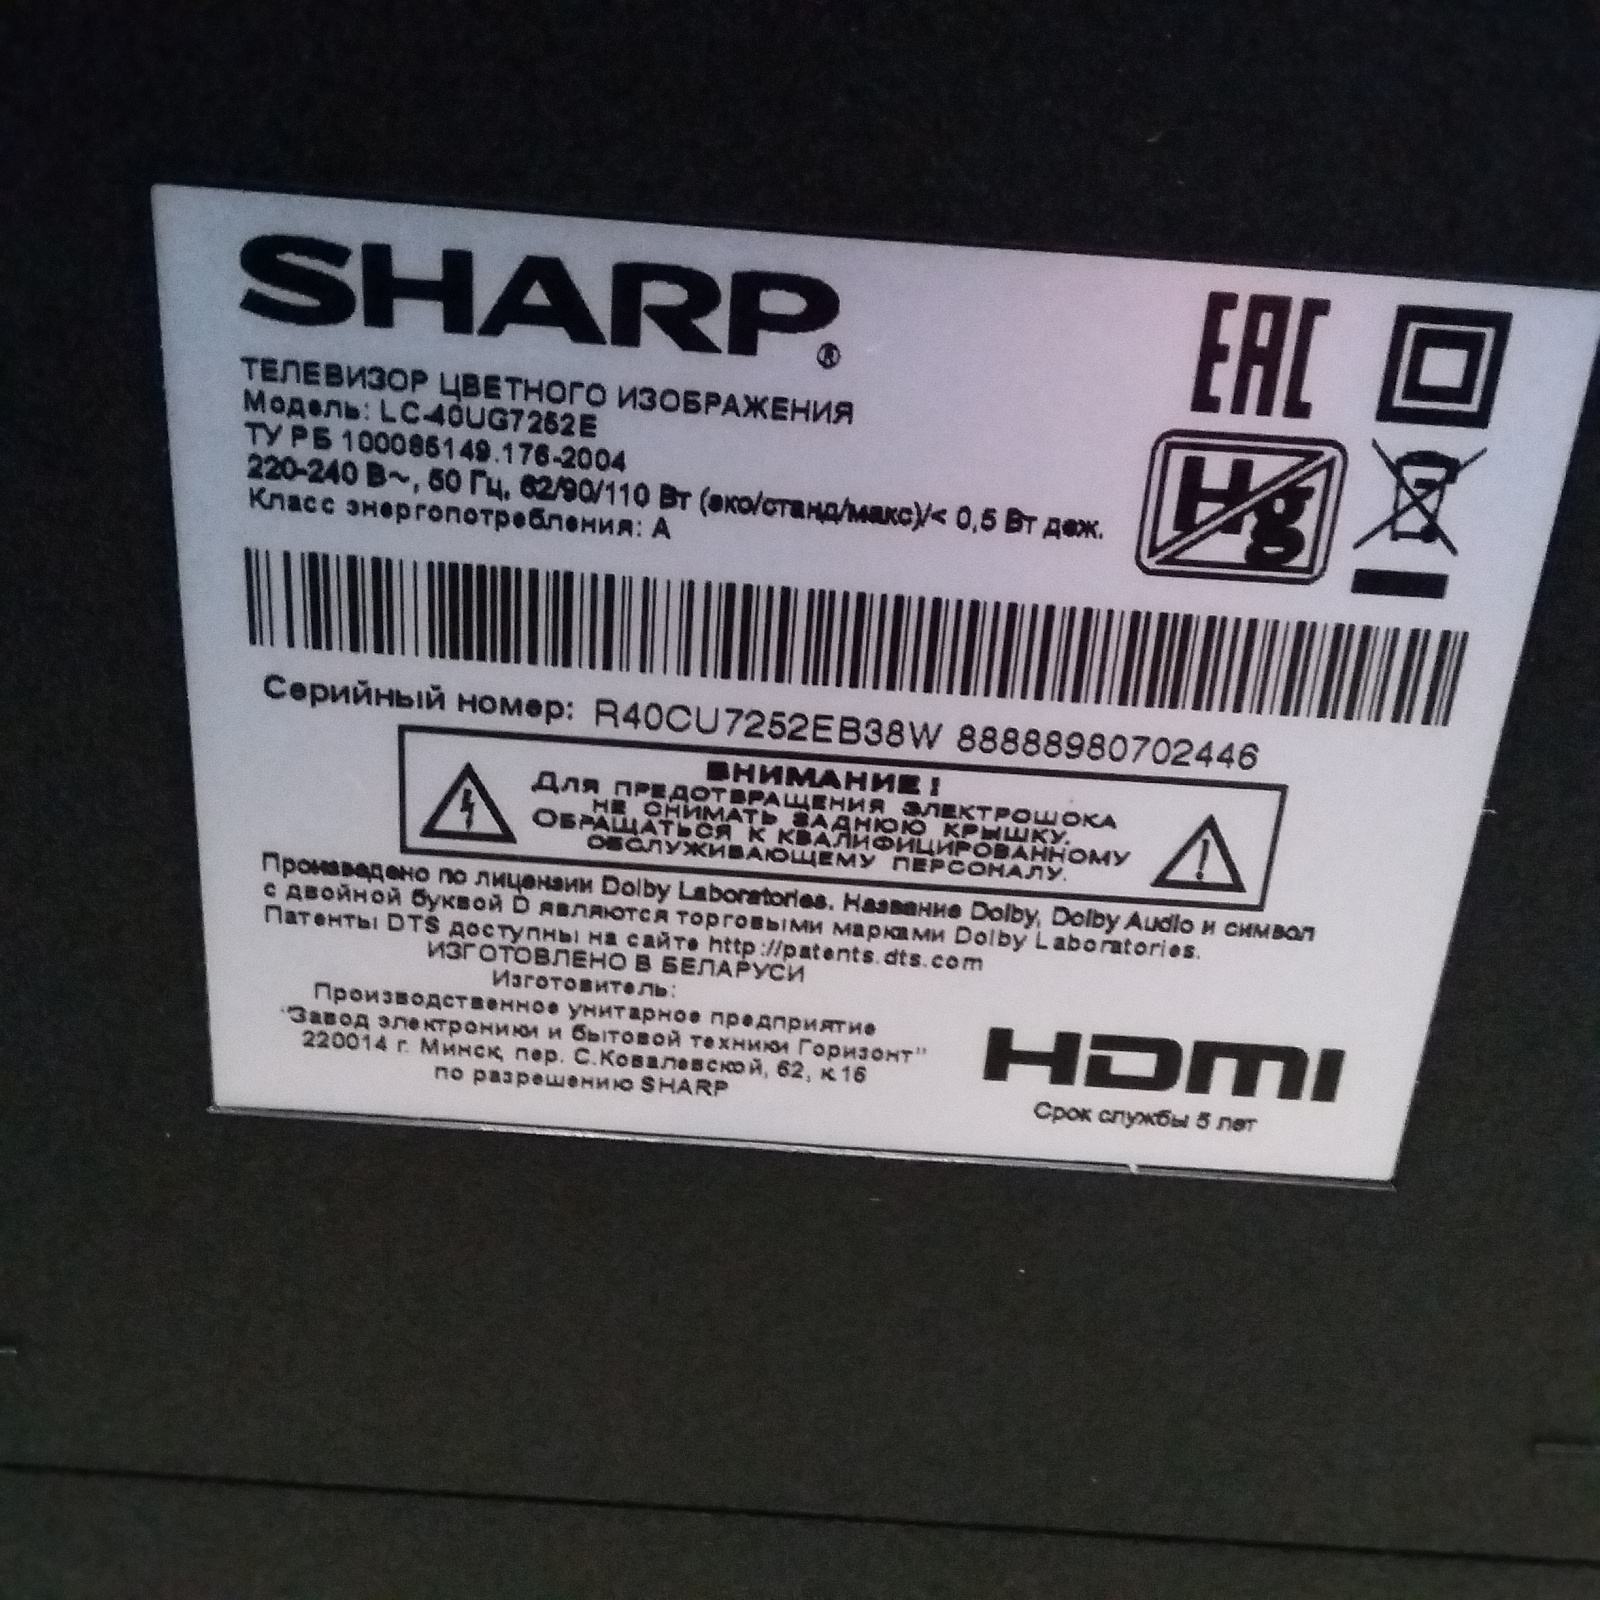 SHARP®
ТЕЛЕВИЗОР ЦВЕТНОГО ИЗОБРАЖЕНИЯ
Модель: LC-40UG7252E
ТУ РБ 100085149.176-2004
220-240 В~, 50 Гц, 62/90/110 Вт (эко/станд/макс)/< 0,5 Вт деж.
Класс энергопотребления: А
EAC
Hg
Серийный номер: R40CU7252EB38W 88888980702446
ВНИМАНИЕ !
ДЛЯ ПРЕДОТВРАЩЕНИЯ ЭЛЕКТРОШОКА
НЕ СНИМАТЬ ЗАДНЮЮ КРЫШКУ.
ОБРАЩАТЬСЯ К КВАЛИФИЦИРОВАННОМУ
ОБСЛУЖИВАЮЩЕМУ ПЕРСОНАЛУ.
Произведено по лицензии Dolby Laboratories. Название Dolby, Dolby Audio и символ
с двойной буквой D являются торговыми марками Dolby Laboratories.
Патенты DTS доступны на сайте http://patents.dts.com
ИЗГОТОВЛЕНО В БЕЛАРУСИ
Изготовитель:
Производственное унитарное предприятие
"Завод электроники и бытовой техники Горизонт"
220014 г. Минск, пер. С.Ковалевской, 62, к.16
по разрешению SHARP
HDMI
Срок службы 5 лет